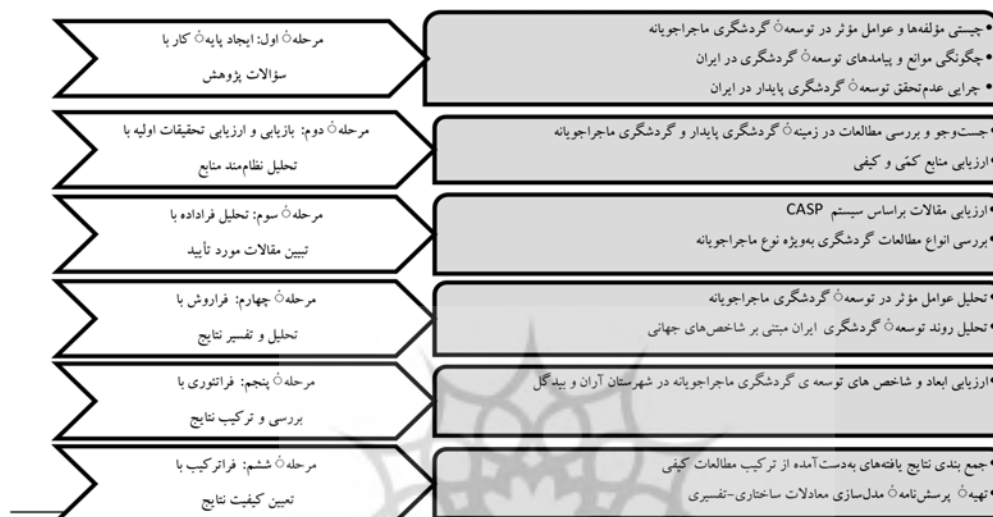 مرحلهٔ اول: ایجاد پایهٔ کار با
سؤالات پژوهش
•چیستی مؤلفه‌ها و عوامل مؤثر در توسعهٔ گردشگری ماجراجویانه
•چگونگی موانع و پیامدهای توسعهٔ گردشگری در ایران
• چرایی عدم‌تحقق توسعهٔ گردشگری پایدار در ایران
مرحلهٔ دوم: بازیابی و ارزیابی تحقیقات اولیه با
تحلیل نظام‌مند منابع
•جست‌وجو و بررسی مطالعات در زمینهٔ گردشگری پایدار و گردشگری ماجراجویانه
•ارزیابی منابع کمّی و کیفی
مرحلهٔ سوم: تحلیل فراداده با
تبیین مقالات مورد تأیید
•ارزیابی مقالات براساس سیستم CASP
•بررسی انواع مطالعات گردشگری به‌ویژه نوع ماجراجویانه
مرحلهٔ چهارم: فراروش با
تحلیل و تفسیر نتایج
•تحلیل عوامل مؤثر در توسعهٔ گردشگری ماجراجویانه
•تحلیل روند توسعهٔ گردشگری ایران مبتنی بر شاخص‌های جهانی
مرحلهٔ پنجم: فراتئوری با
بررسی و ترکیب نتایج
•ارزیابی ابعاد و شاخص های توسعه ی گردشگری ماجراجویانه در شهرستان آران و بیدگل
مرحلهٔ ششم: فراترکیب با
تعیین کیفیت نتایج
•جمع بندی نتایج یافته‌های به‌دست‌آمده از ترکیب مطالعات کیفی
•تهیهٔ پرسش‌نامهٔ مدل‌سازی معادلات ساختاری-تفسیری